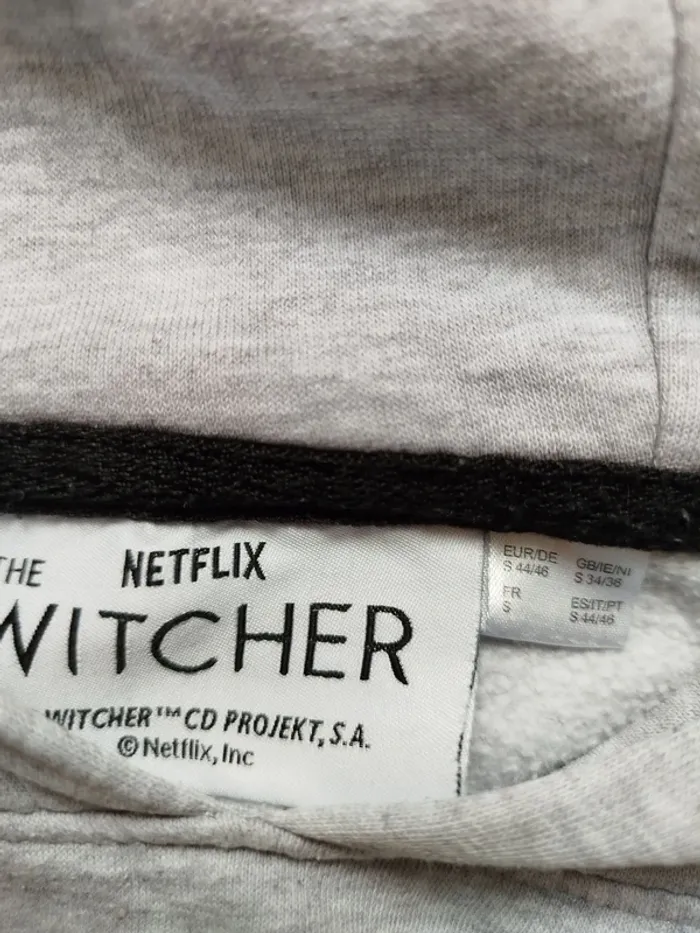 THE NETFLIX
WITCHER
WITCHER™ CD PROJEKT, S.A.
© Netflix, Inc
EUR/DE GB/IE/NI
S 44/46 S 34/36
FR ES/IT/PT
S S 44/46